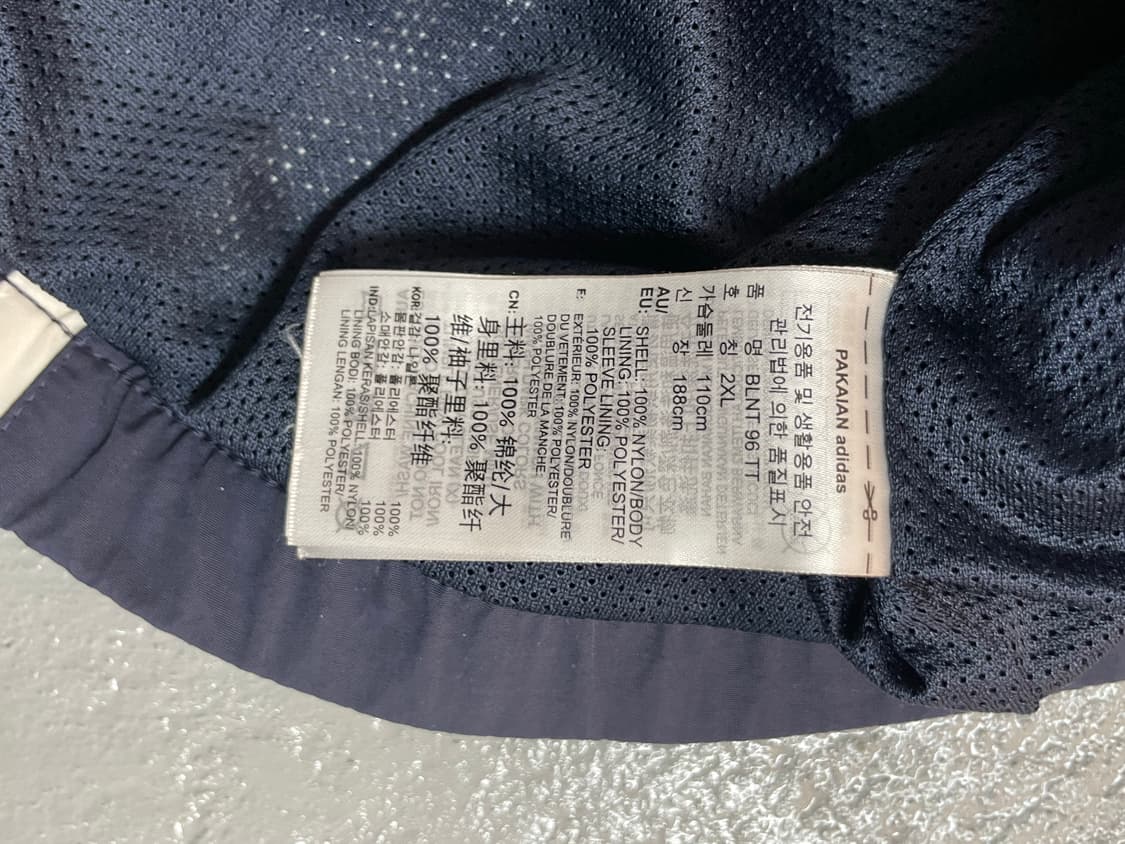 PAKAIAN adidas
전기용품 및 생활용품 안전
관리법에 의한 품질표시
품 명 BLNT 96 TT
호 칭 2XL
가슴둘레 110cm
신 장 188cm
AU/
EU: SHELL: 100% NYLON/BODY
LINING: 100% POLYESTER/
SLEEVE LINING:
100% POLYESTER
F: EXTÉRIEUR: 100% NYLON/DOUBLURE
DU VETEMENT: 100% POLYESTER/
DOUBLURE DE LA MANCHE:
100% POLYESTER
CN: 主料: 100% 锦纶/大
身里料: 100% 聚酯纤
维/袖子里料:
100% 聚酯纤维
KOR: 겉감: 나일론 100%
몸판안감: 폴리에스터 100%
소매안감: 폴리에스터 100%
IND: LAPISAN KERAS/SHELL: 100% NYLON/
LINING BODI: 100% POLYESTER/
LINING LENGAN: 100% POLYESTER